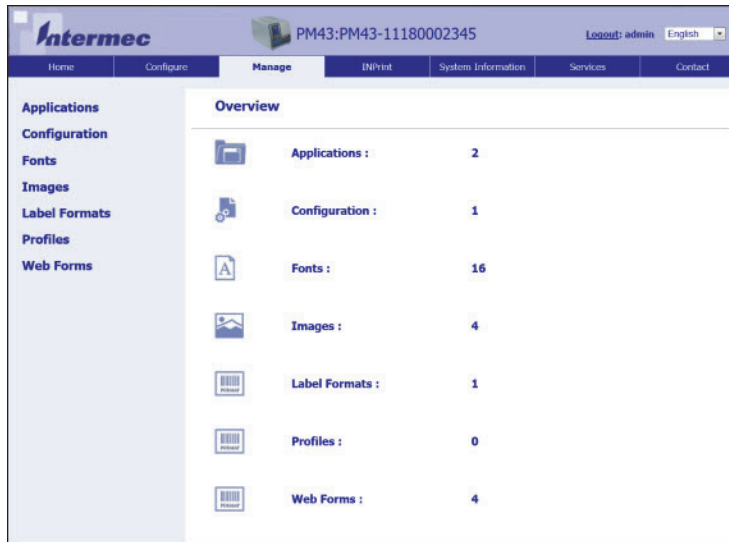 Intermec PM43:PM43-11180002345 Logout: admin English
Home Configure Manage INPrint System Information Services Contact
Applications
Configuration
Fonts
Images
Label Formats
Profiles
Web Forms
Overview
Applications : 2
Configuration : 1
Fonts : 16
Images : 4
Label Formats : 1
Profiles : 0
Web Forms : 4